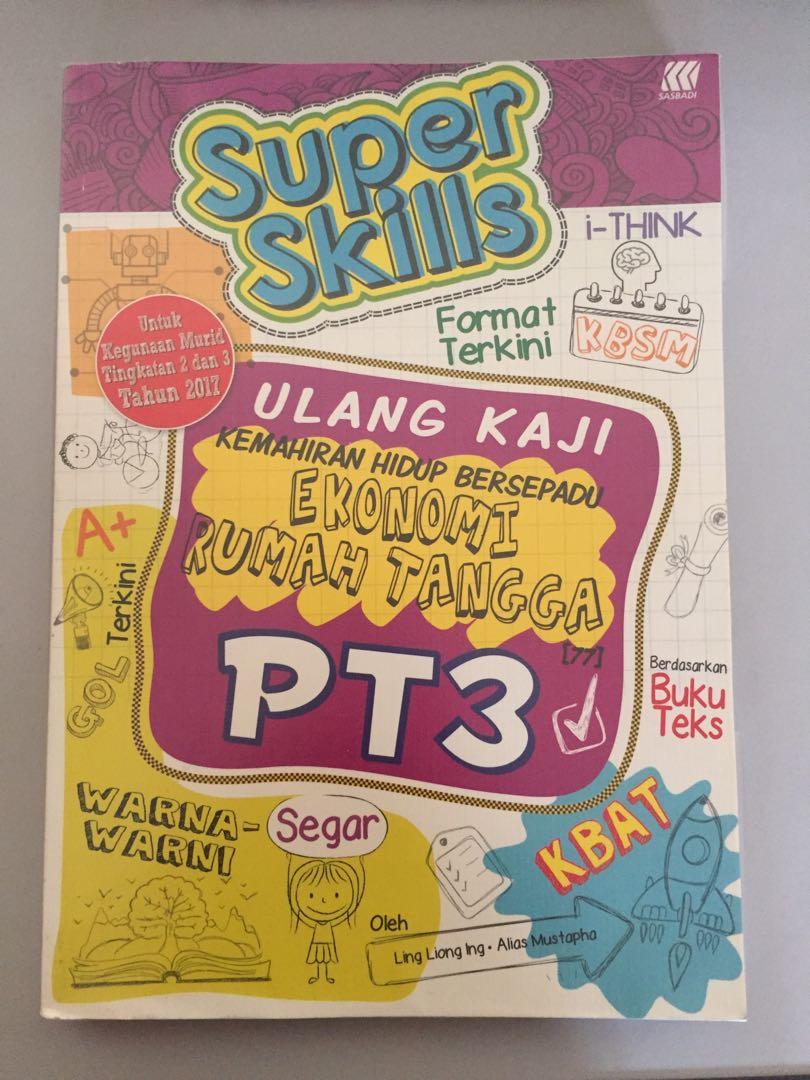 SASBADI
Super
Skills
i-THINK
KBSM
Format
Terkini
Untuk
Kegunaan Murid
Tingkatan 2 dan 3
Tahun 2017
ULANG KAJI
KEMAHIRAN HIDUP BERSEPADU
EKONOMI
RUMAH TANGGA
[77]
PT3
A+
GOL Terkini
Berdasarkan
Buku
Teks
WARNA-
WARNI
Segar
KBAT
Oleh
Ling Liong Ing • Alias Mustapha